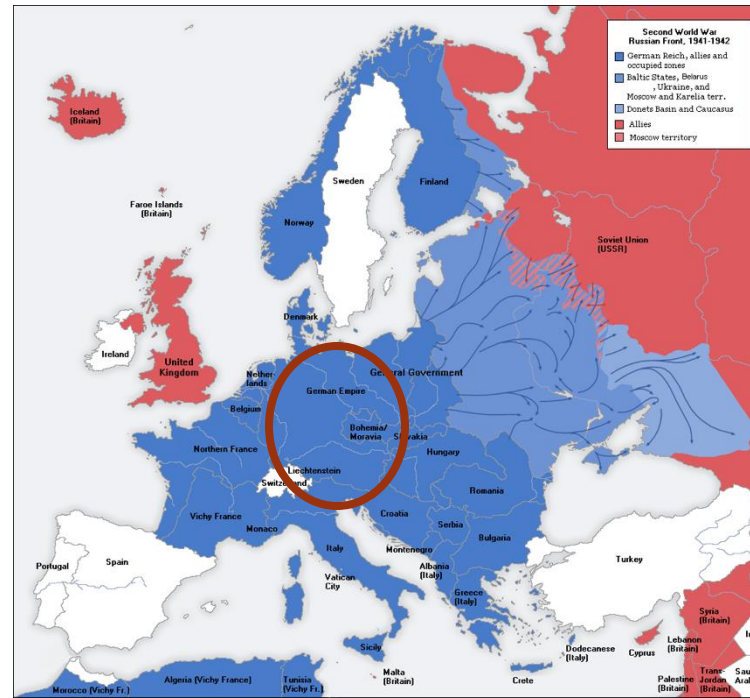 Second World War
Russian Front, 1941-1942
German Reich, allies and
occupied zones
Baltic States, Belarus
, Ukraine, and
Moscow and Karelia terr.
Donets Basin and Caucasus
Allies
Moscow territory
Iceland
(Britain)
Faroe Islands
(Britain)
Sweden
Finland
Norway
Soviet Union
(USSR)
Denmark
Ireland
United
Kingdom
Nether-
lands
General Government
German Empire
Belgium
Bohemia/
Moravia
Slovakia
Northern France
Hungary
Liechtenstein
Switzerland
Romania
Vichy France
Croatia
Monaco
Serbia
Italy
Bulgaria
Montenegro
Portugal
Spain
Turkey
Albania
(Italy)
Vatican
City
Greece
(Italy)
Syria
(Britain)
Dodecanese
(Italy)
Cyprus
Lebanon
(Britain)
Sicily
Algeria (Vichy France)
Tunisia
(Vichy Fr.)
Malta
(Britain)
Crete
Palestine
(Britain)
Trans-
Jordan
(Britain)
Morocco (Vichy Fr.)